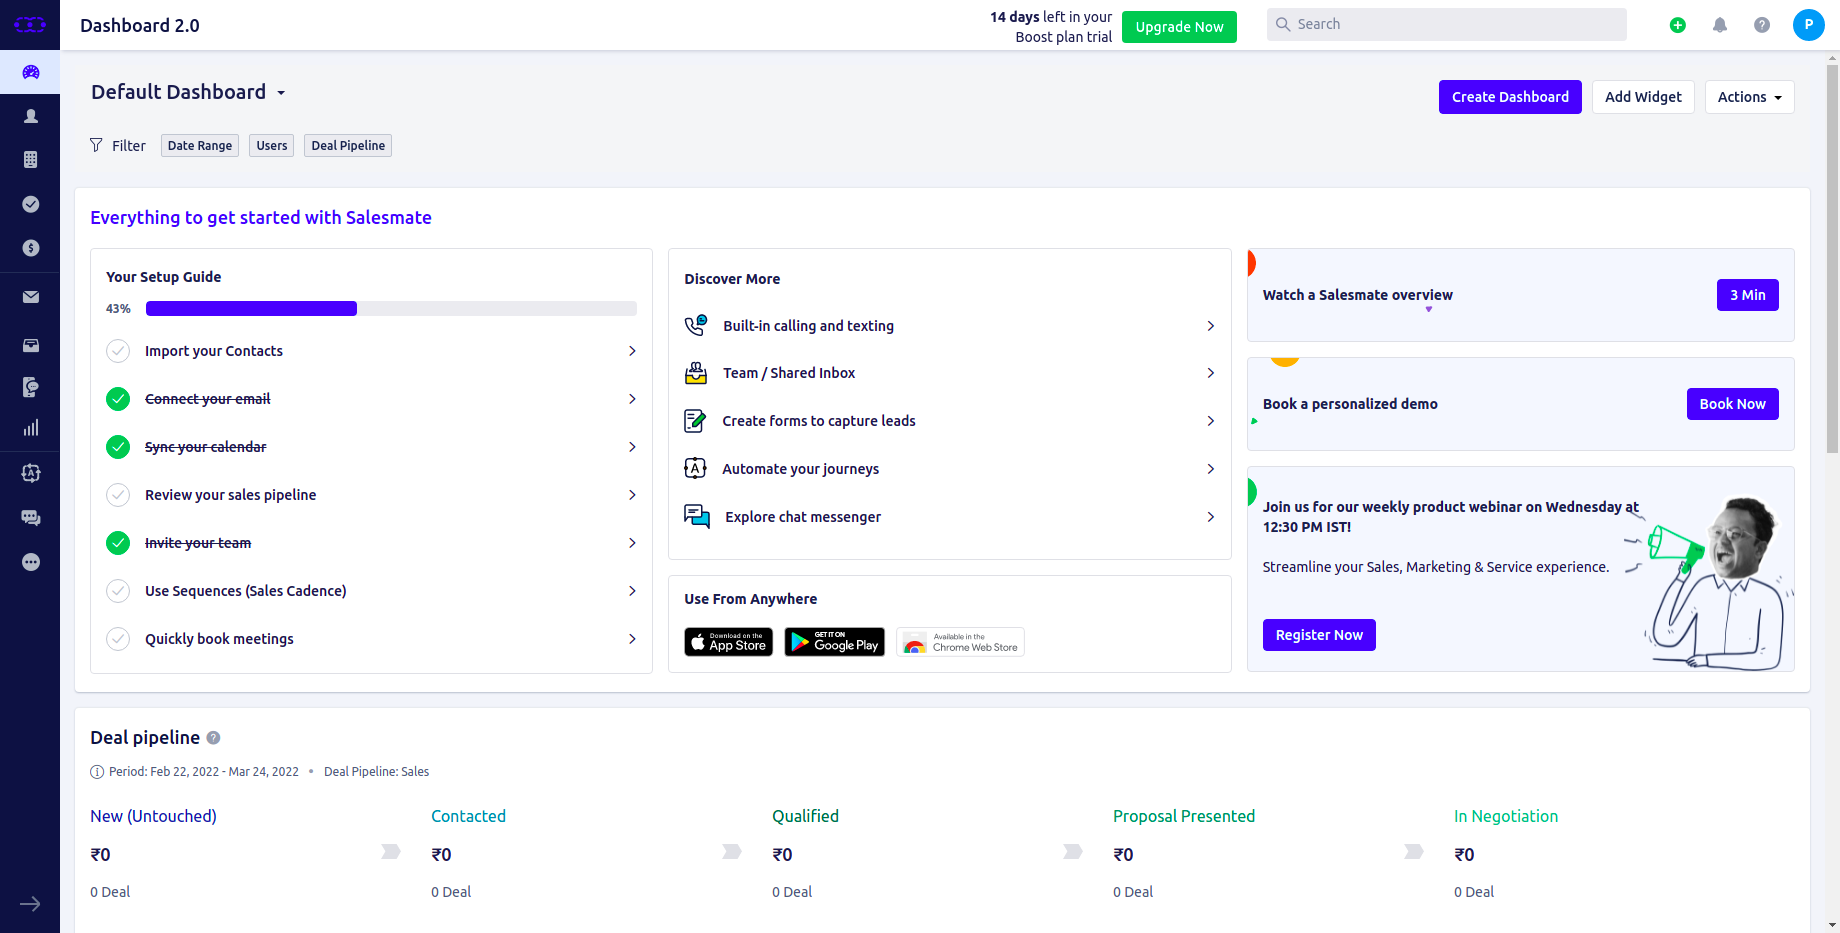 Dashboard 2.0
14 days left in your
Boost plan trial
Upgrade Now
Search
P
Default Dashboard
Create Dashboard
Add Widget
Actions
Filter
Date Range
Users
Deal Pipeline
Everything to get started with Salesmate
Your Setup Guide
43%
Import your Contacts
Connect your email
Sync your calendar
Review your sales pipeline
Invite your team
Use Sequences (Sales Cadence)
Quickly book meetings
Discover More
Built-in calling and texting
Team / Shared Inbox
Create forms to capture leads
Automate your journeys
Explore chat messenger
Use From Anywhere
Download on the
App Store
GET IT ON
Google Play
Available in the
Chrome Web Store
Watch a Salesmate overview
3 Min
Book a personalized demo
Book Now
Join us for our weekly product webinar on Wednesday at
12:30 PM IST!
Streamline your Sales, Marketing & Service experience.
Register Now
Deal pipeline
Period: Feb 22, 2022 - Mar 24, 2022 • Deal Pipeline: Sales
New (Untouched)
₹0
0 Deal
Contacted
₹0
0 Deal
Qualified
₹0
0 Deal
Proposal Presented
₹0
0 Deal
In Negotiation
₹0
0 Deal